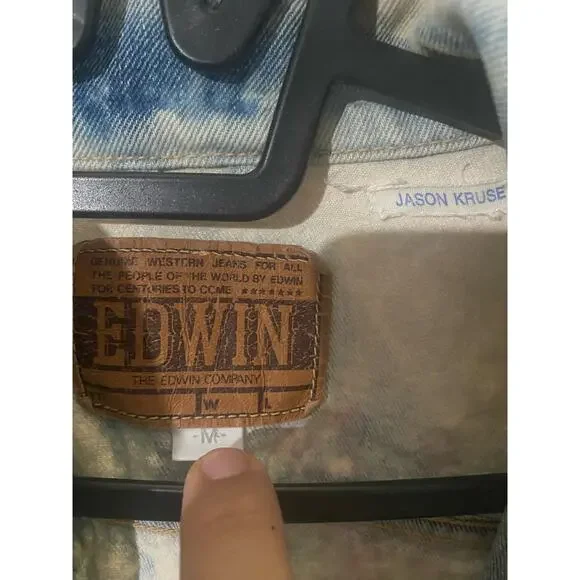 JASON KRUSE
GENUINE WESTERN JEANS FOR ALL
THE PEOPLE OF THE WORLD BY EDWIN
FOR CENTURIES TO COME ★★★★★★★
EDWIN
THE EDWIN COMPANY
W L
-M-